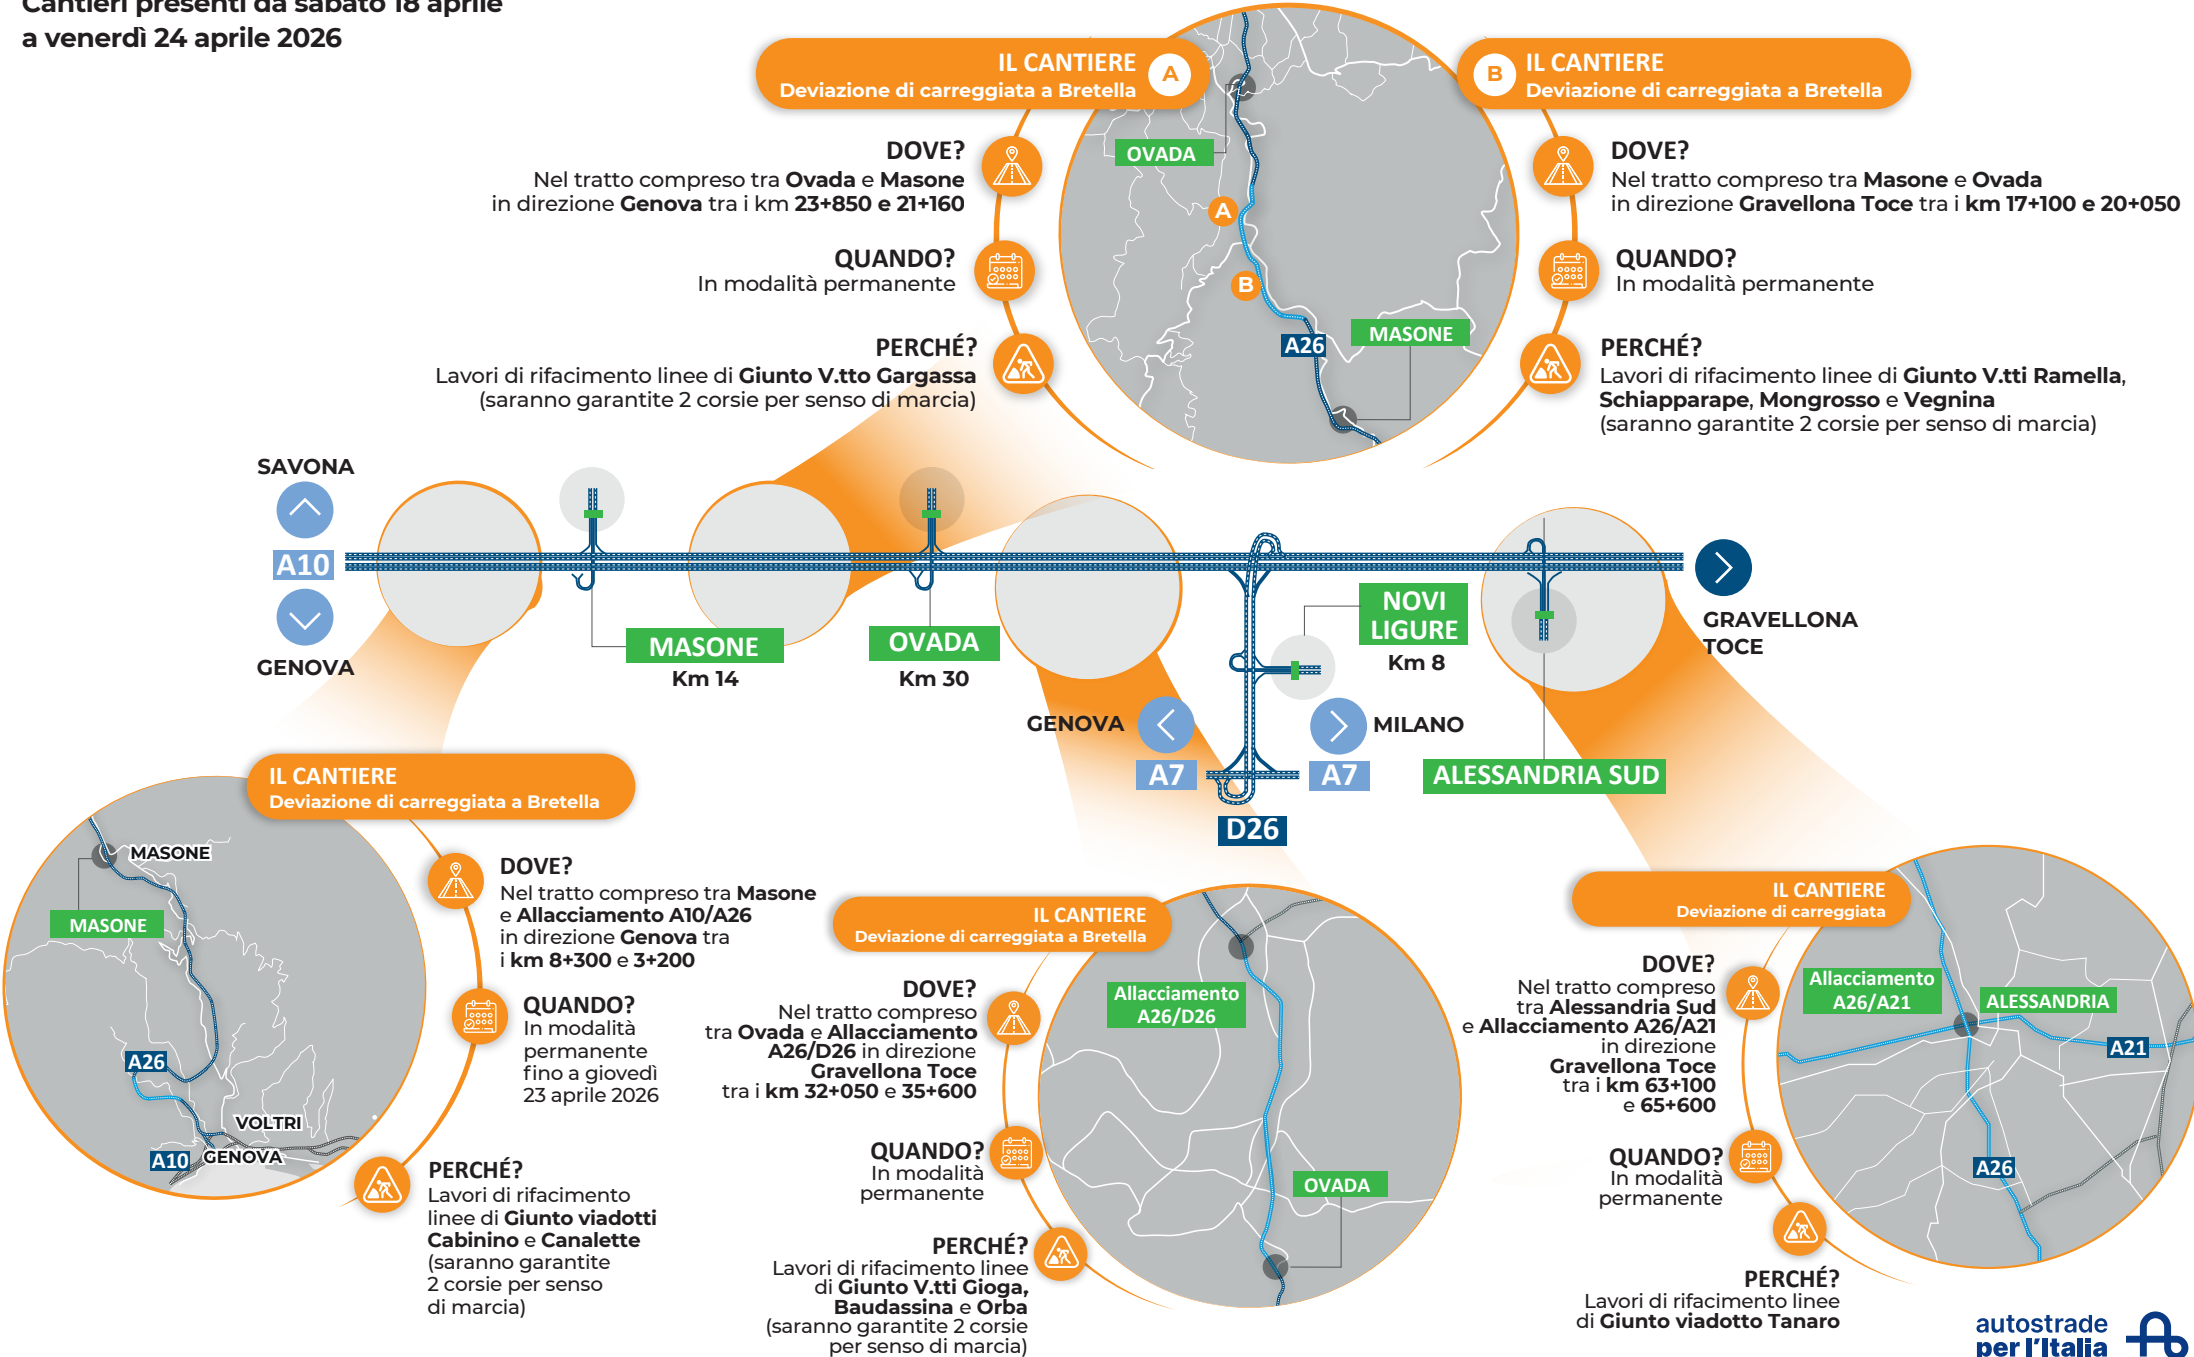 Cantieri presenti da sabato 18 aprile
a venerdì 24 aprile 2026
IL CANTIERE
Deviazione di carreggiata a Bretella
A
DOVE?
Nel tratto compreso tra Ovada e Masone
in direzione Genova tra i km 23+850 e 21+160
QUANDO?
In modalità permanente
PERCHÉ?
Lavori di rifacimento linee di Giunto V.tto Gargassa
(saranno garantite 2 corsie per senso di marcia)
OVADA
A
B
A26
MASONE
B
IL CANTIERE
Deviazione di carreggiata a Bretella
DOVE?
Nel tratto compreso tra Masone e Ovada
in direzione Gravellona Toce tra i km 17+100 e 20+050
QUANDO?
In modalità permanente
PERCHÉ?
Lavori di rifacimento linee di Giunto V.tti Ramella,
Schiapparape, Mongrosso e Vegnina
(saranno garantite 2 corsie per senso di marcia)
SAVONA
A10
GENOVA
MASONE
Km 14
OVADA
Km 30
NOVI
LIGURE
Km 8
GRAVELLONA
TOCE
GENOVA
MILANO
A7
A7
D26
ALESSANDRIA SUD
IL CANTIERE
Deviazione di carreggiata a Bretella
MASONE
MASONE
A26
VOLTRI
A10
GENOVA
DOVE?
Nel tratto compreso tra Masone
e Allacciamento A10/A26
in direzione Genova tra
i km 8+300 e 3+200
QUANDO?
In modalità
permanente
fino a giovedì
23 aprile 2026
PERCHÉ?
Lavori di rifacimento
linee di Giunto viadotti
Cabinino e Canalette
(saranno garantite
2 corsie per senso
di marcia)
IL CANTIERE
Deviazione di carreggiata a Bretella
DOVE?
Nel tratto compreso
tra Ovada e Allacciamento
A26/D26 in direzione
Gravellona Toce
tra i km 32+050 e 35+600
QUANDO?
In modalità
permanente
PERCHÉ?
Lavori di rifacimento linee
di Giunto V.tti Gioga,
Baudassina e Orba
(saranno garantite 2 corsie
per senso di marcia)
Allacciamento
A26/D26
OVADA
IL CANTIERE
Deviazione di carreggiata
DOVE?
Nel tratto compreso
tra Alessandria Sud
e Allacciamento A26/A21
in direzione
Gravellona Toce
tra i km 63+100
e 65+600
QUANDO?
In modalità
permanente
PERCHÉ?
Lavori di rifacimento linee
di Giunto viadotto Tanaro
Allacciamento
A26/A21
ALESSANDRIA
A21
A26
autostrade
per l'Italia